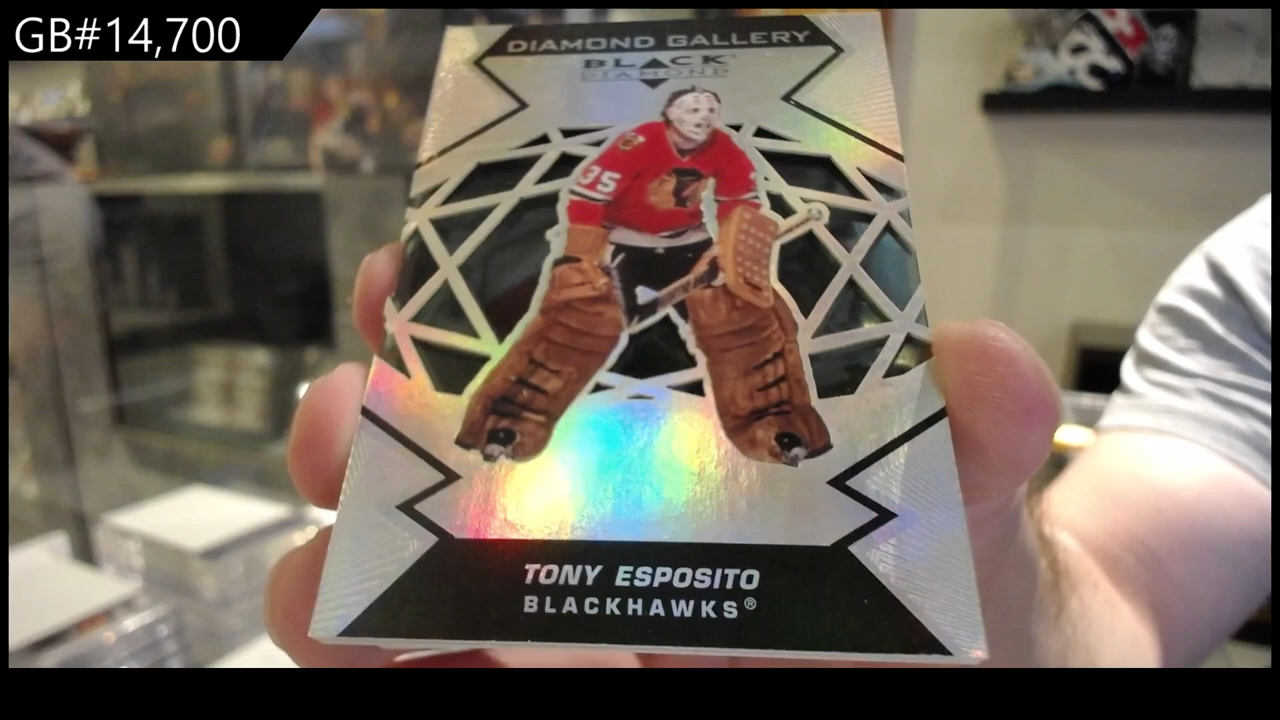 GB#14,700
DIAMOND GALLERY
BLACK
DIAMOND
35
TONY ESPOSITO
BLACKHAWKS®